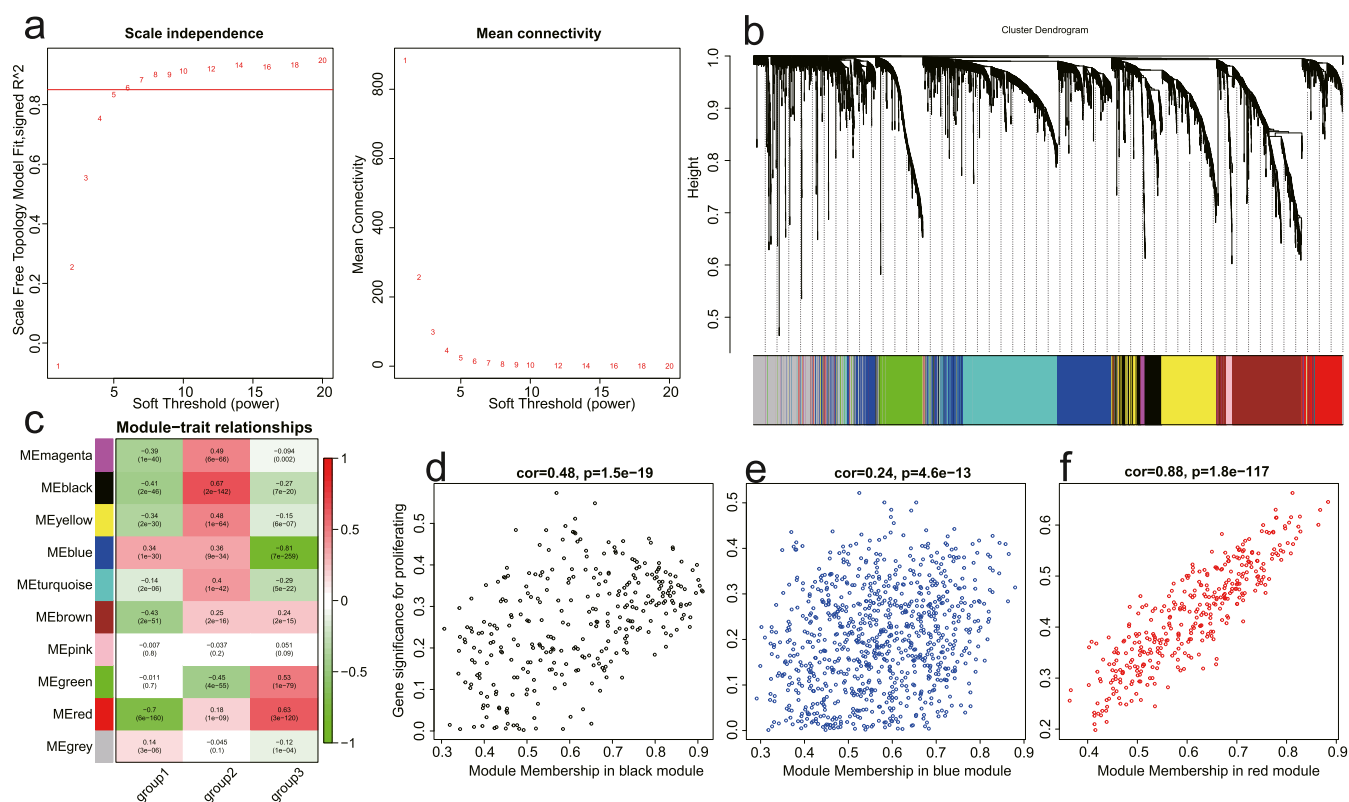 a
Scale independence
Scale Free Topology Model Fit,signed R^2
0.0
0.2
0.4
0.6
0.8
1
2
3
4
5
6
7
8
9
10
12
14
16
18
20
5
10
15
20
Soft Threshold (power)
Mean connectivity
Mean Connectivity
0
200
400
600
800
1
2
3
4
5
6
7
8
9
10
12
14
16
18
20
5
10
15
20
Soft Threshold (power)
b
Cluster Dendrogram
Height
1.0
0.9
0.8
0.7
0.6
0.5
c
Module−trait relationships
MEmagenta
−0.39
(1e−40)
0.49
(6e−66)
−0.094
(0.002)
MEblack
−0.41
(2e−46)
0.67
(2e−142)
−0.27
(7e−20)
MEyellow
−0.34
(2e−30)
0.48
(1e−64)
−0.15
(6e−07)
MEblue
0.34
(1e−30)
0.36
(9e−34)
−0.81
(7e−259)
MEturquoise
−0.14
(2e−06)
0.4
(1e−42)
−0.29
(5e−22)
MEbrown
−0.43
(2e−51)
0.25
(2e−16)
0.24
(2e−15)
MEpink
−0.007
(0.8)
−0.037
(0.2)
0.051
(0.09)
MEgreen
−0.011
(0.7)
−0.45
(4e−55)
0.53
(1e−79)
MEred
−0.7
(6e−160)
0.18
(1e−09)
0.63
(3e−120)
MEgrey
0.14
(3e−06)
−0.045
(0.1)
−0.12
(1e−04)
group1
group2
group3
1
0.5
0
−0.5
−1
d
cor=0.48, p=1.5e−19
Gene significance for proliferating
0.0
0.1
0.2
0.3
0.4
0.5
0.3
0.4
0.5
0.6
0.7
0.8
0.9
Module Membership in black module
e
cor=0.24, p=4.6e−13
0.0
0.1
0.2
0.3
0.4
0.5
0.3
0.4
0.5
0.6
0.7
0.8
0.9
Module Membership in blue module
f
cor=0.88, p=1.8e−117
0.2
0.3
0.4
0.5
0.6
0.4
0.5
0.6
0.7
0.8
0.9
Module Membership in red module